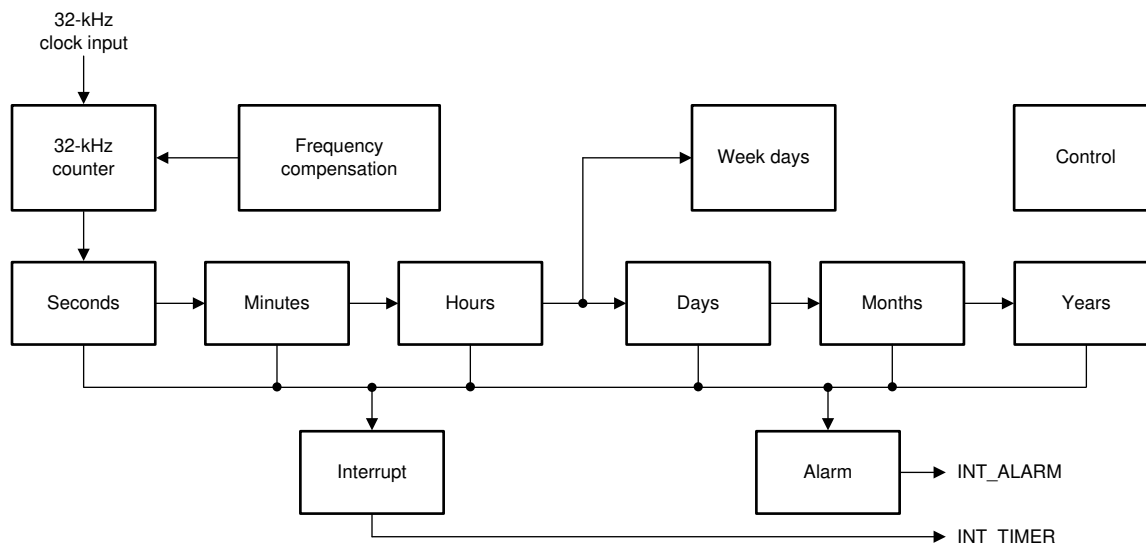 32-kHz
clock input
32-kHz
counter
Frequency
compensation
Week days
Control
Seconds
Minutes
Hours
Days
Months
Years
Interrupt
Alarm
INT_ALARM
INT_TIMER